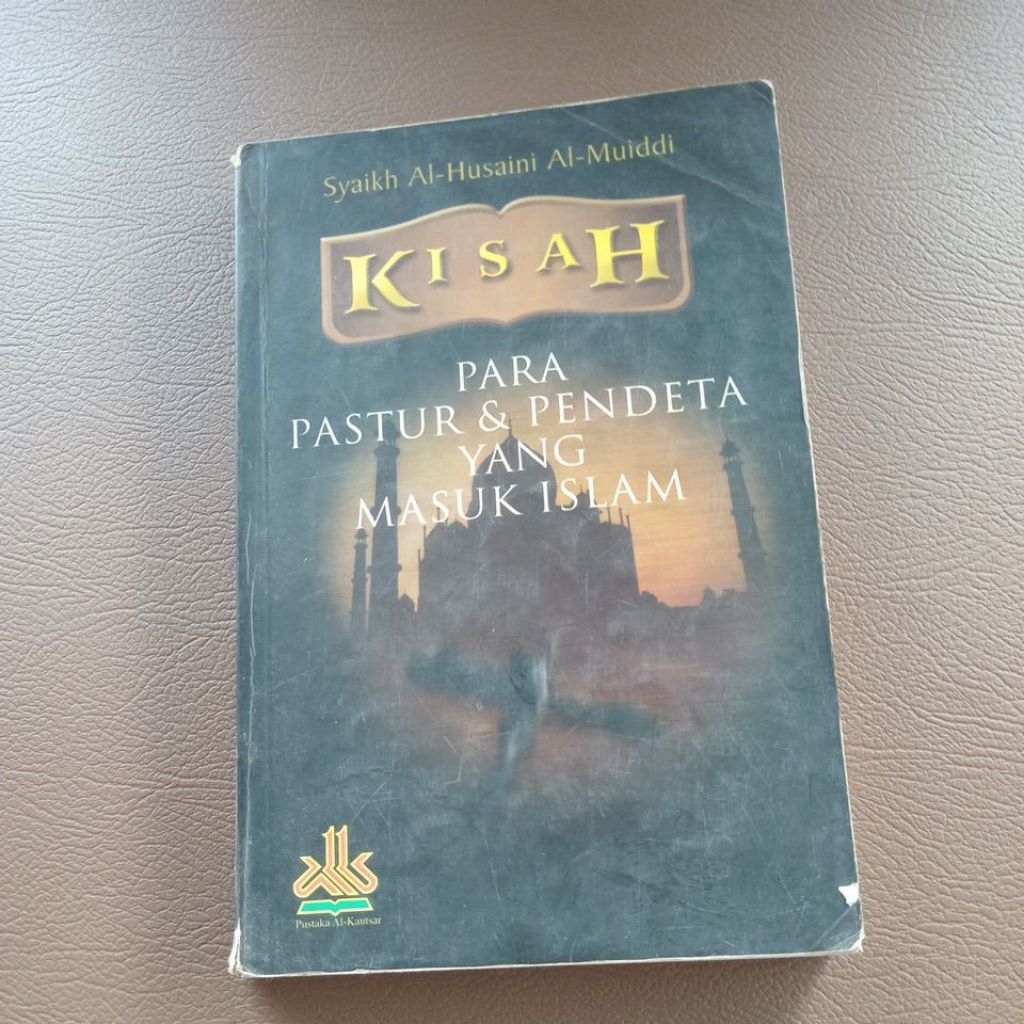 Syaikh Al-Husaini Al-Muiddi
KISAH
PARA
PASTUR & PENDETA
YANG
MASUK ISLAM
Pustaka Al-Kautsar